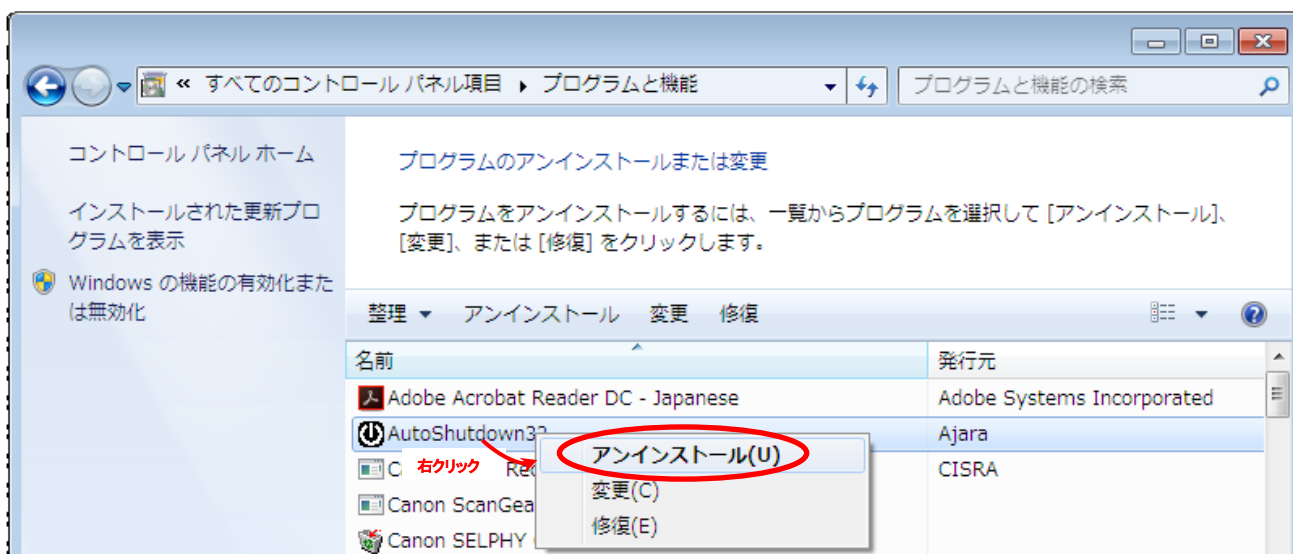 « すべてのコントロール パネル項目 ▸ プログラムと機能
プログラムと機能の検索
コントロール パネル ホーム
インストールされた更新プロ
グラムを表示
Windows の機能の有効化また
は無効化
プログラムのアンインストールまたは変更
プログラムをアンインストールするには、一覧からプログラムを選択して [アンインストール]、
[変更]、または [修復] をクリックします。
整理 ▼ アンインストール 変更 修復
名前 発行元
Adobe Acrobat Reader DC - Japanese Adobe Systems Incorporated
AutoShutdown32 Ajara
右クリック
CISRA
Canon ScanGea
Canon SELPHY
アンインストール(U)
変更(C)
修復(E)